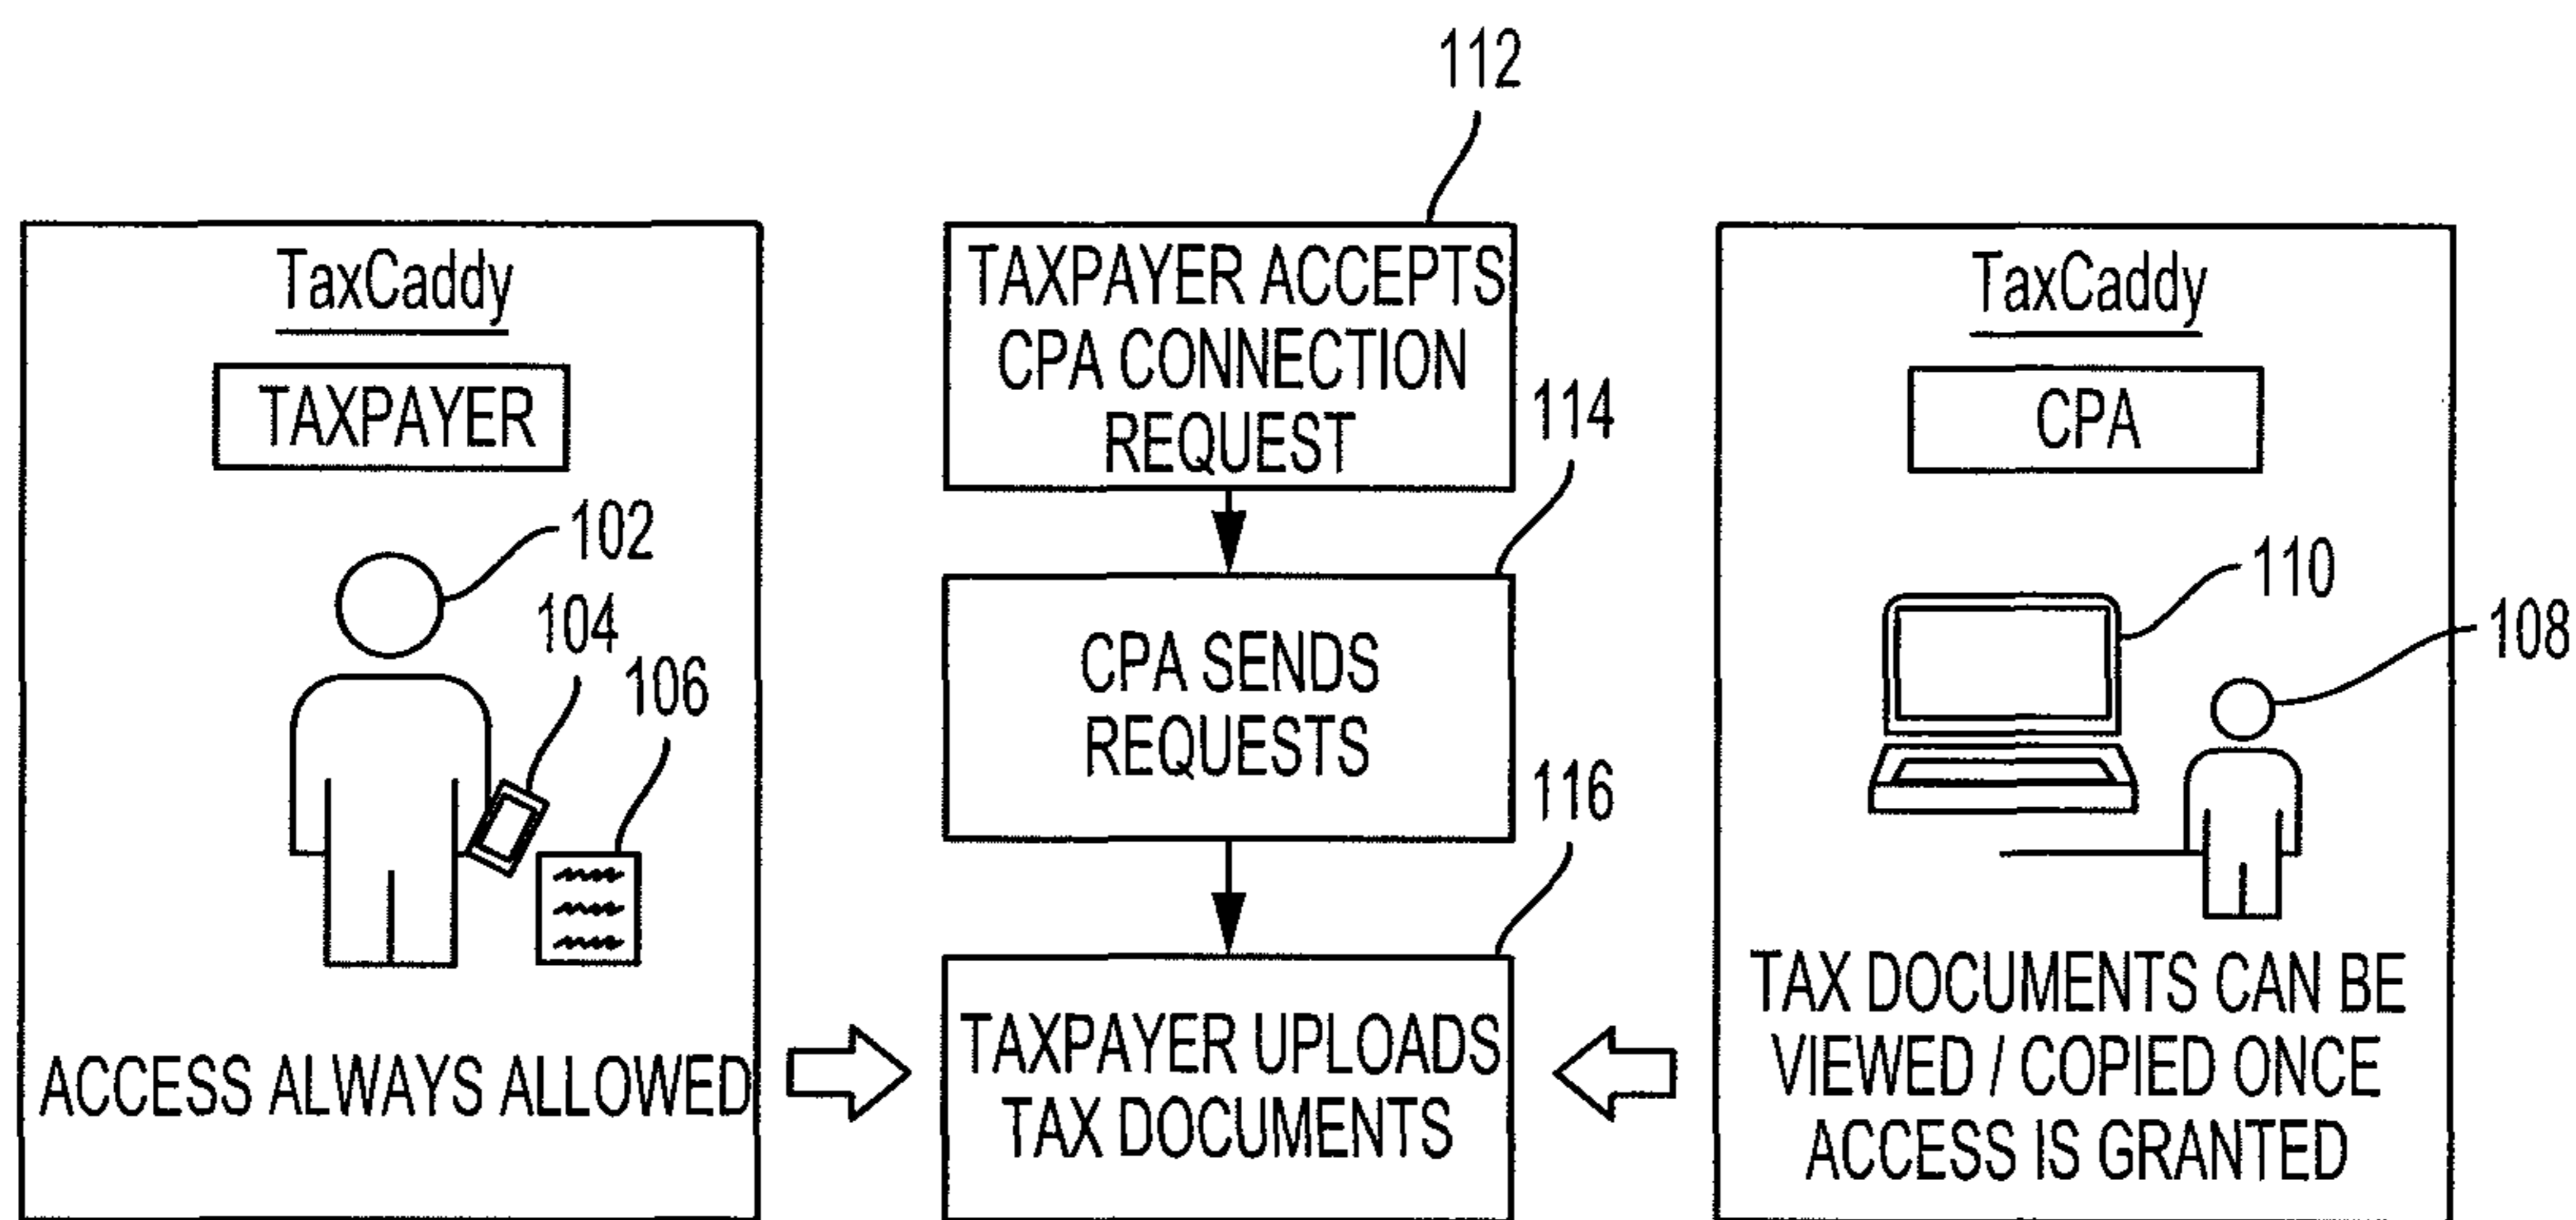 112
TaxCaddy
TAXPAYER
102
104
106
ACCESS ALWAYS ALLOWED
TAXPAYER ACCEPTS
CPA CONNECTION
REQUEST
114
CPA SENDS
REQUESTS
116
TAXPAYER UPLOADS
TAX DOCUMENTS
TaxCaddy
CPA
110
108
TAX DOCUMENTS CAN BE
VIEWED / COPIED ONCE
ACCESS IS GRANTED